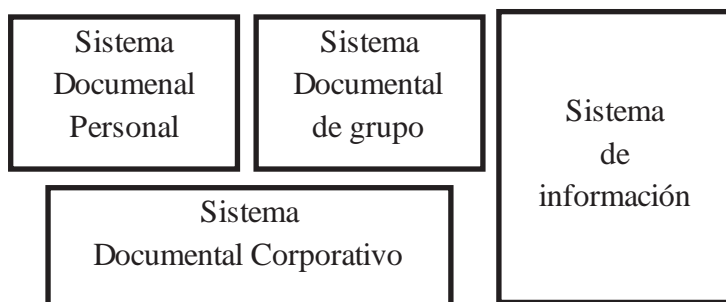 Sistema
Documenal
Personal
Sistema
Documental
de grupo
Sistema
de
información
Sistema
Documental Corporativo